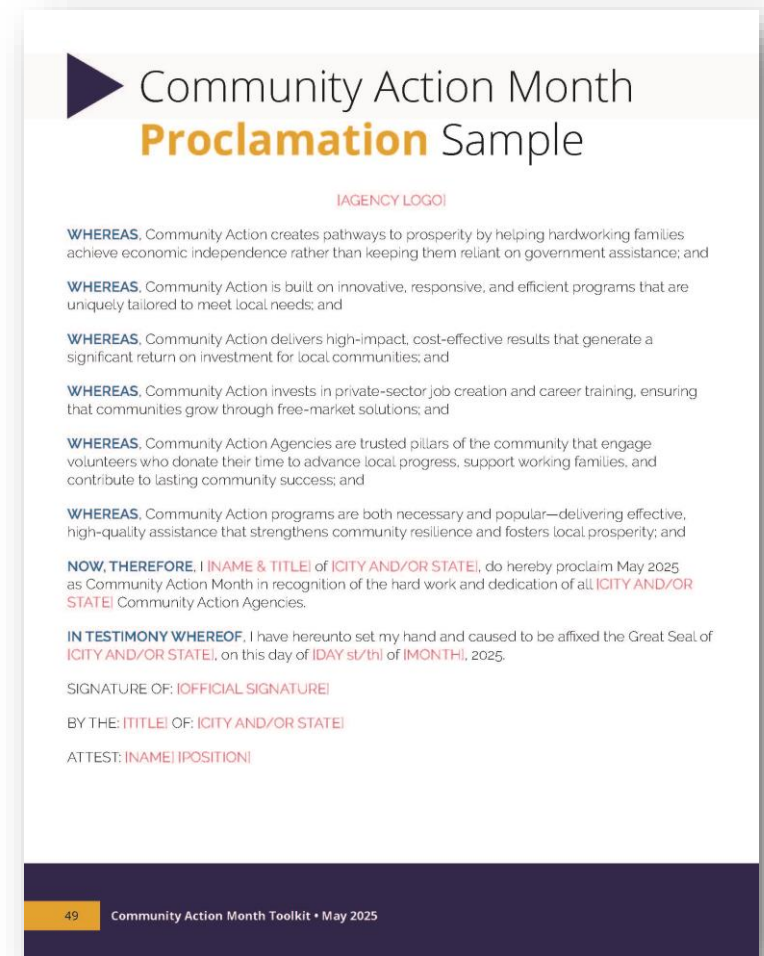 Community Action Month
Proclamation Sample
[AGENCY LOGO]
WHEREAS, Community Action creates pathways to prosperity by helping hardworking families
achieve economic independence rather than keeping them reliant on government assistance; and
WHEREAS, Community Action is built on innovative, responsive, and efficient programs that are
uniquely tailored to meet local needs; and
WHEREAS, Community Action delivers high-impact, cost-effective results that generate a
significant return on investment for local communities; and
WHEREAS, Community Action invests in private-sector job creation and career training, ensuring
that communities grow through free-market solutions; and
WHEREAS, Community Action Agencies are trusted pillars of the community that engage
volunteers who donate their time to advance local progress, support working families, and
contribute to lasting community success; and
WHEREAS, Community Action programs are both necessary and popular—delivering effective,
high-quality assistance that strengthens community resilience and fosters local prosperity; and
NOW, THEREFORE, I [NAME & TITLE] of [CITY AND/OR STATE], do hereby proclaim May 2025
as Community Action Month in recognition of the hard work and dedication of all [CITY AND/OR
STATE] Community Action Agencies.
IN TESTIMONY WHEREOF, I have hereunto set my hand and caused to be affixed the Great Seal of
[CITY AND/OR STATE], on this day of [DAY st/th] of [MONTH], 2025.
SIGNATURE OF: [OFFICIAL SIGNATURE]
BY THE: [TITLE] OF: [CITY AND/OR STATE]
ATTEST: [NAME] [POSITION]
49 Community Action Month Toolkit • May 2025